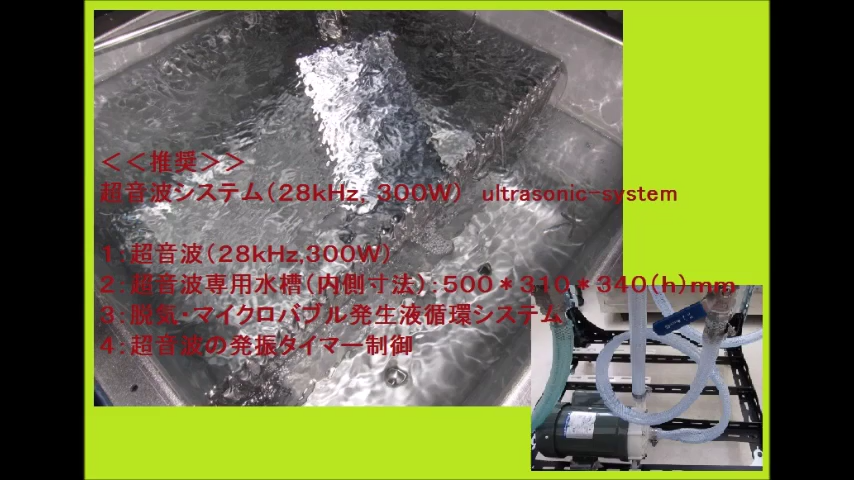 ＜＜推奨＞＞
超音波システム（２８ｋＨｚ，３００Ｗ） ultrasonic-system
１：超音波（２８ｋＨｚ，３００Ｗ）
２：超音波専用水槽（内側寸法）：５００＊３１０＊３４０（ｈ）ｍｍ
３：脱気・マイクロバブル発生液循環システム
４：超音波の発振タイマー制御